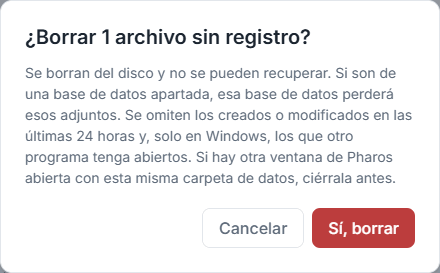 ¿Borrar 1 archivo sin registro?
Se borran del disco y no se pueden recuperar. Si son de
una base de datos apartada, esa base de datos perderá
esos adjuntos. Se omiten los creados o modificados en las
últimas 24 horas y, solo en Windows, los que otro
programa tenga abiertos. Si hay otra ventana de Pharos
abierta con esta misma carpeta de datos, ciérrala antes.
Cancelar
Sí, borrar